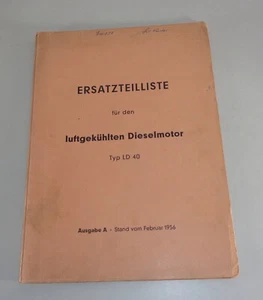 ERSATZTEILLISTE
für den
luftgekühlten Dieselmotor
Typ LD 40
Ausgabe A - Stand vom Februar 1956